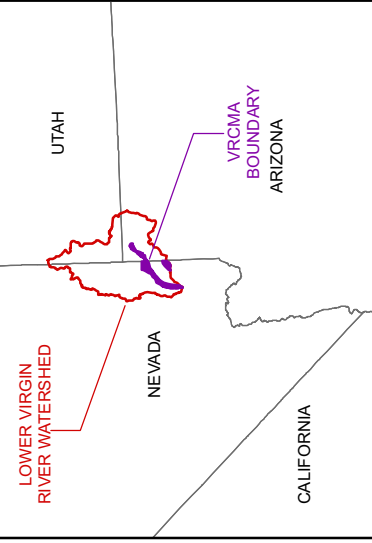 UTAH
VRCMA
BOUNDARY
ARIZONA
LOWER VIRGIN
RIVER WATERSHED
NEVADA
CALIFORNIA